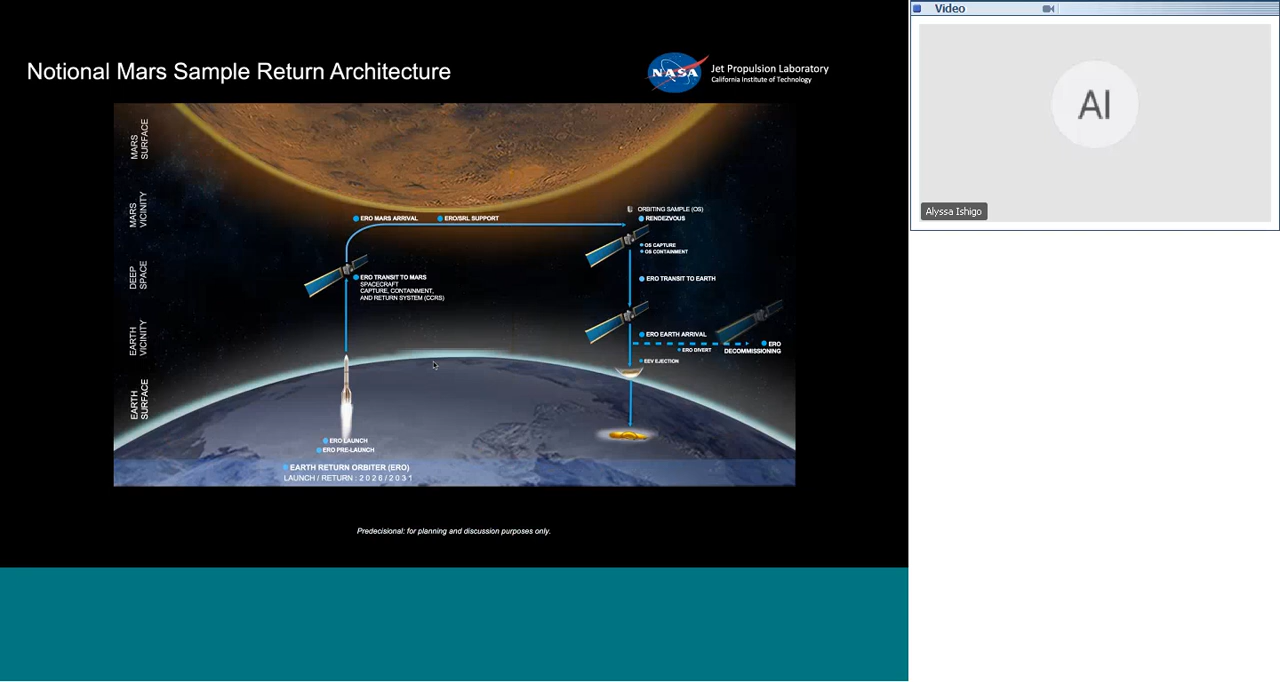 Video
Notional Mars Sample Return Architecture
NASA
Jet Propulsion Laboratory
California Institute of Technology
AI
Alyssa Ishigo
MARS
SURFACE
MARS
VICINITY
DEEP
SPACE
EARTH
VICINITY
EARTH
SURFACE
ERO MARS ARRIVAL
ERO/SRL SUPPORT
ORBITING SAMPLE (OS)
RENDEZVOUS
OS CAPTURE
OS CONTAINMENT
ERO TRANSIT TO MARS
SPACECRAFT
CAPTURE, CONTAINMENT,
AND RETURN SYSTEM (CCRS)
ERO TRANSIT TO EARTH
ERO EARTH ARRIVAL
ERO DIVERT
ERO
DECOMMISSIONING
EEV EJECTION
ERO LAUNCH
ERO PRE-LAUNCH
EARTH RETURN ORBITER (ERO)
LAUNCH / RETURN : 2026/2031
Predecisional: for planning and discussion purposes only.